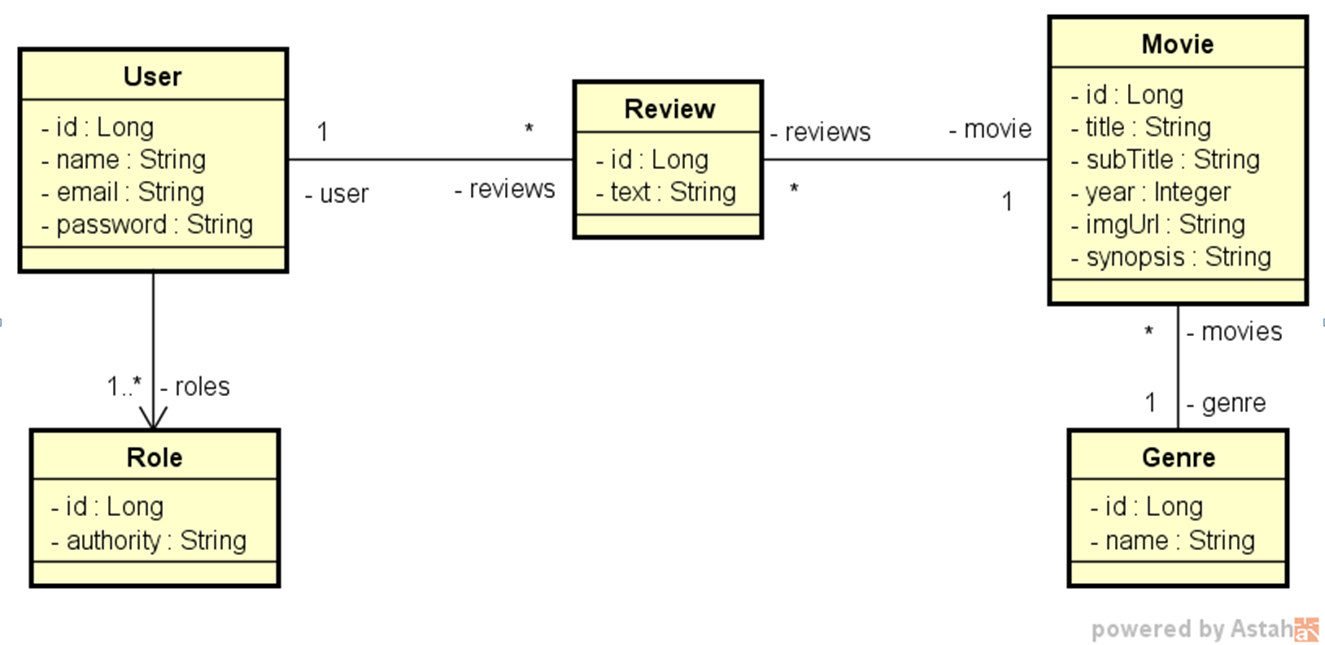 User
- id : Long
- name : String
- email : String
- password : String
1
*
- user
- reviews
Review
- id : Long
- text : String
- reviews
- movie
*
1
Movie
- id : Long
- title : String
- subTitle : String
- year : Integer
- imgUrl : String
- synopsis : String
1..* - roles
* - movies
1 - genre
Role
- id : Long
- authority : String
Genre
- id : Long
- name : String
powered by Astah